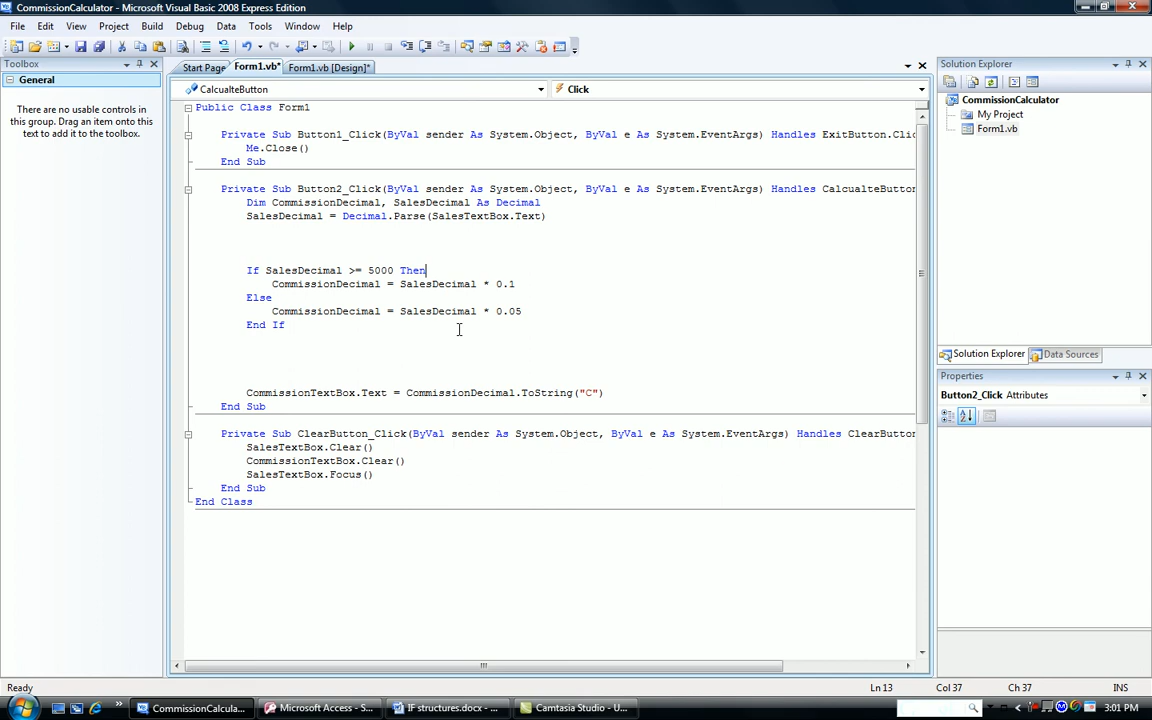 CommissionCalculator - Microsoft Visual Basic 2008 Express Edition
File Edit View Project Build Debug Data Tools Window Help
Toolbox
General
There are no usable controls in
this group. Drag an item onto this
text to add it to the toolbox.
Start Page Form1.vb* Form1.vb [Design]*
CalcualteButton Click
Public Class Form1
Private Sub Button1_Click(ByVal sender As System.Object, ByVal e As System.EventArgs) Handles ExitButton.Clic
Me.Close()
End Sub
Private Sub Button2_Click(ByVal sender As System.Object, ByVal e As System.EventArgs) Handles CalcualteButton
Dim CommissionDecimal, SalesDecimal As Decimal
SalesDecimal = Decimal.Parse(SalesTextBox.Text)
If SalesDecimal >= 5000 Then
CommissionDecimal = SalesDecimal * 0.1
Else
CommissionDecimal = SalesDecimal * 0.05
End If
CommissionTextBox.Text = CommissionDecimal.ToString("C")
End Sub
Private Sub ClearButton_Click(ByVal sender As System.Object, ByVal e As System.EventArgs) Handles ClearButton
SalesTextBox.Clear()
CommissionTextBox.Clear()
SalesTextBox.Focus()
End Sub
End Class
Solution Explorer
CommissionCalculator
My Project
Form1.vb
Solution Explorer Data Sources
Properties
Button2_Click Attributes
Ready Ln 13 Col 37 Ch 37 INS
CommissionCalcula... Microsoft Access - S... IF structures.docx - ... Camtasia Studio - U... 3:01 PM